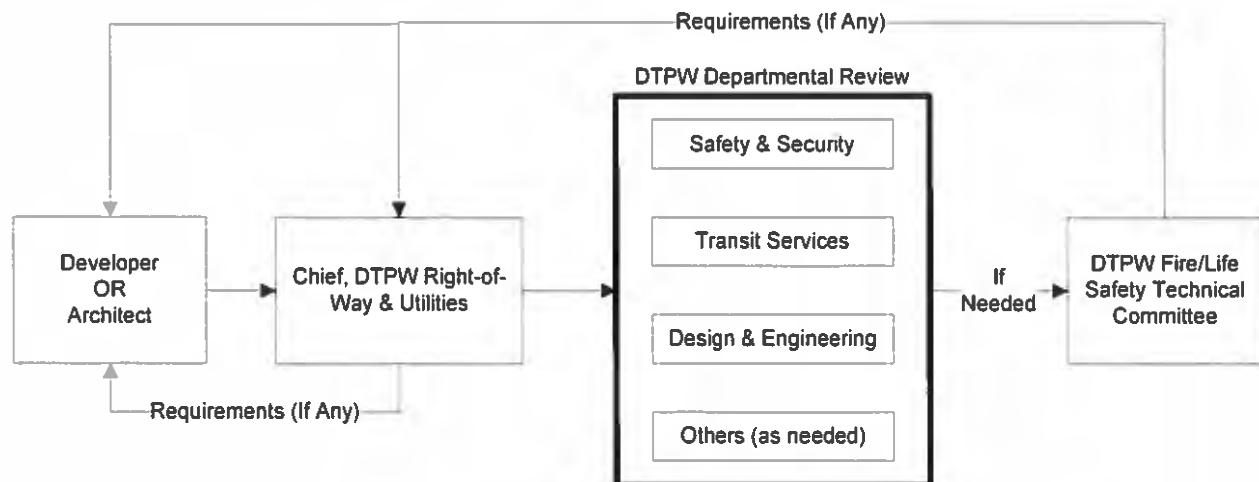 Requirements (If Any)
DTPW Departmental Review
Safety & Security
Developer
OR
Architect
Chief, DTPW Right-of-
Way & Utilities
Transit Services
If
Needed
DTPW Fire/Life
Safety Technical
Committee
Design & Engineering
Requirements (If Any)
Others (as needed)